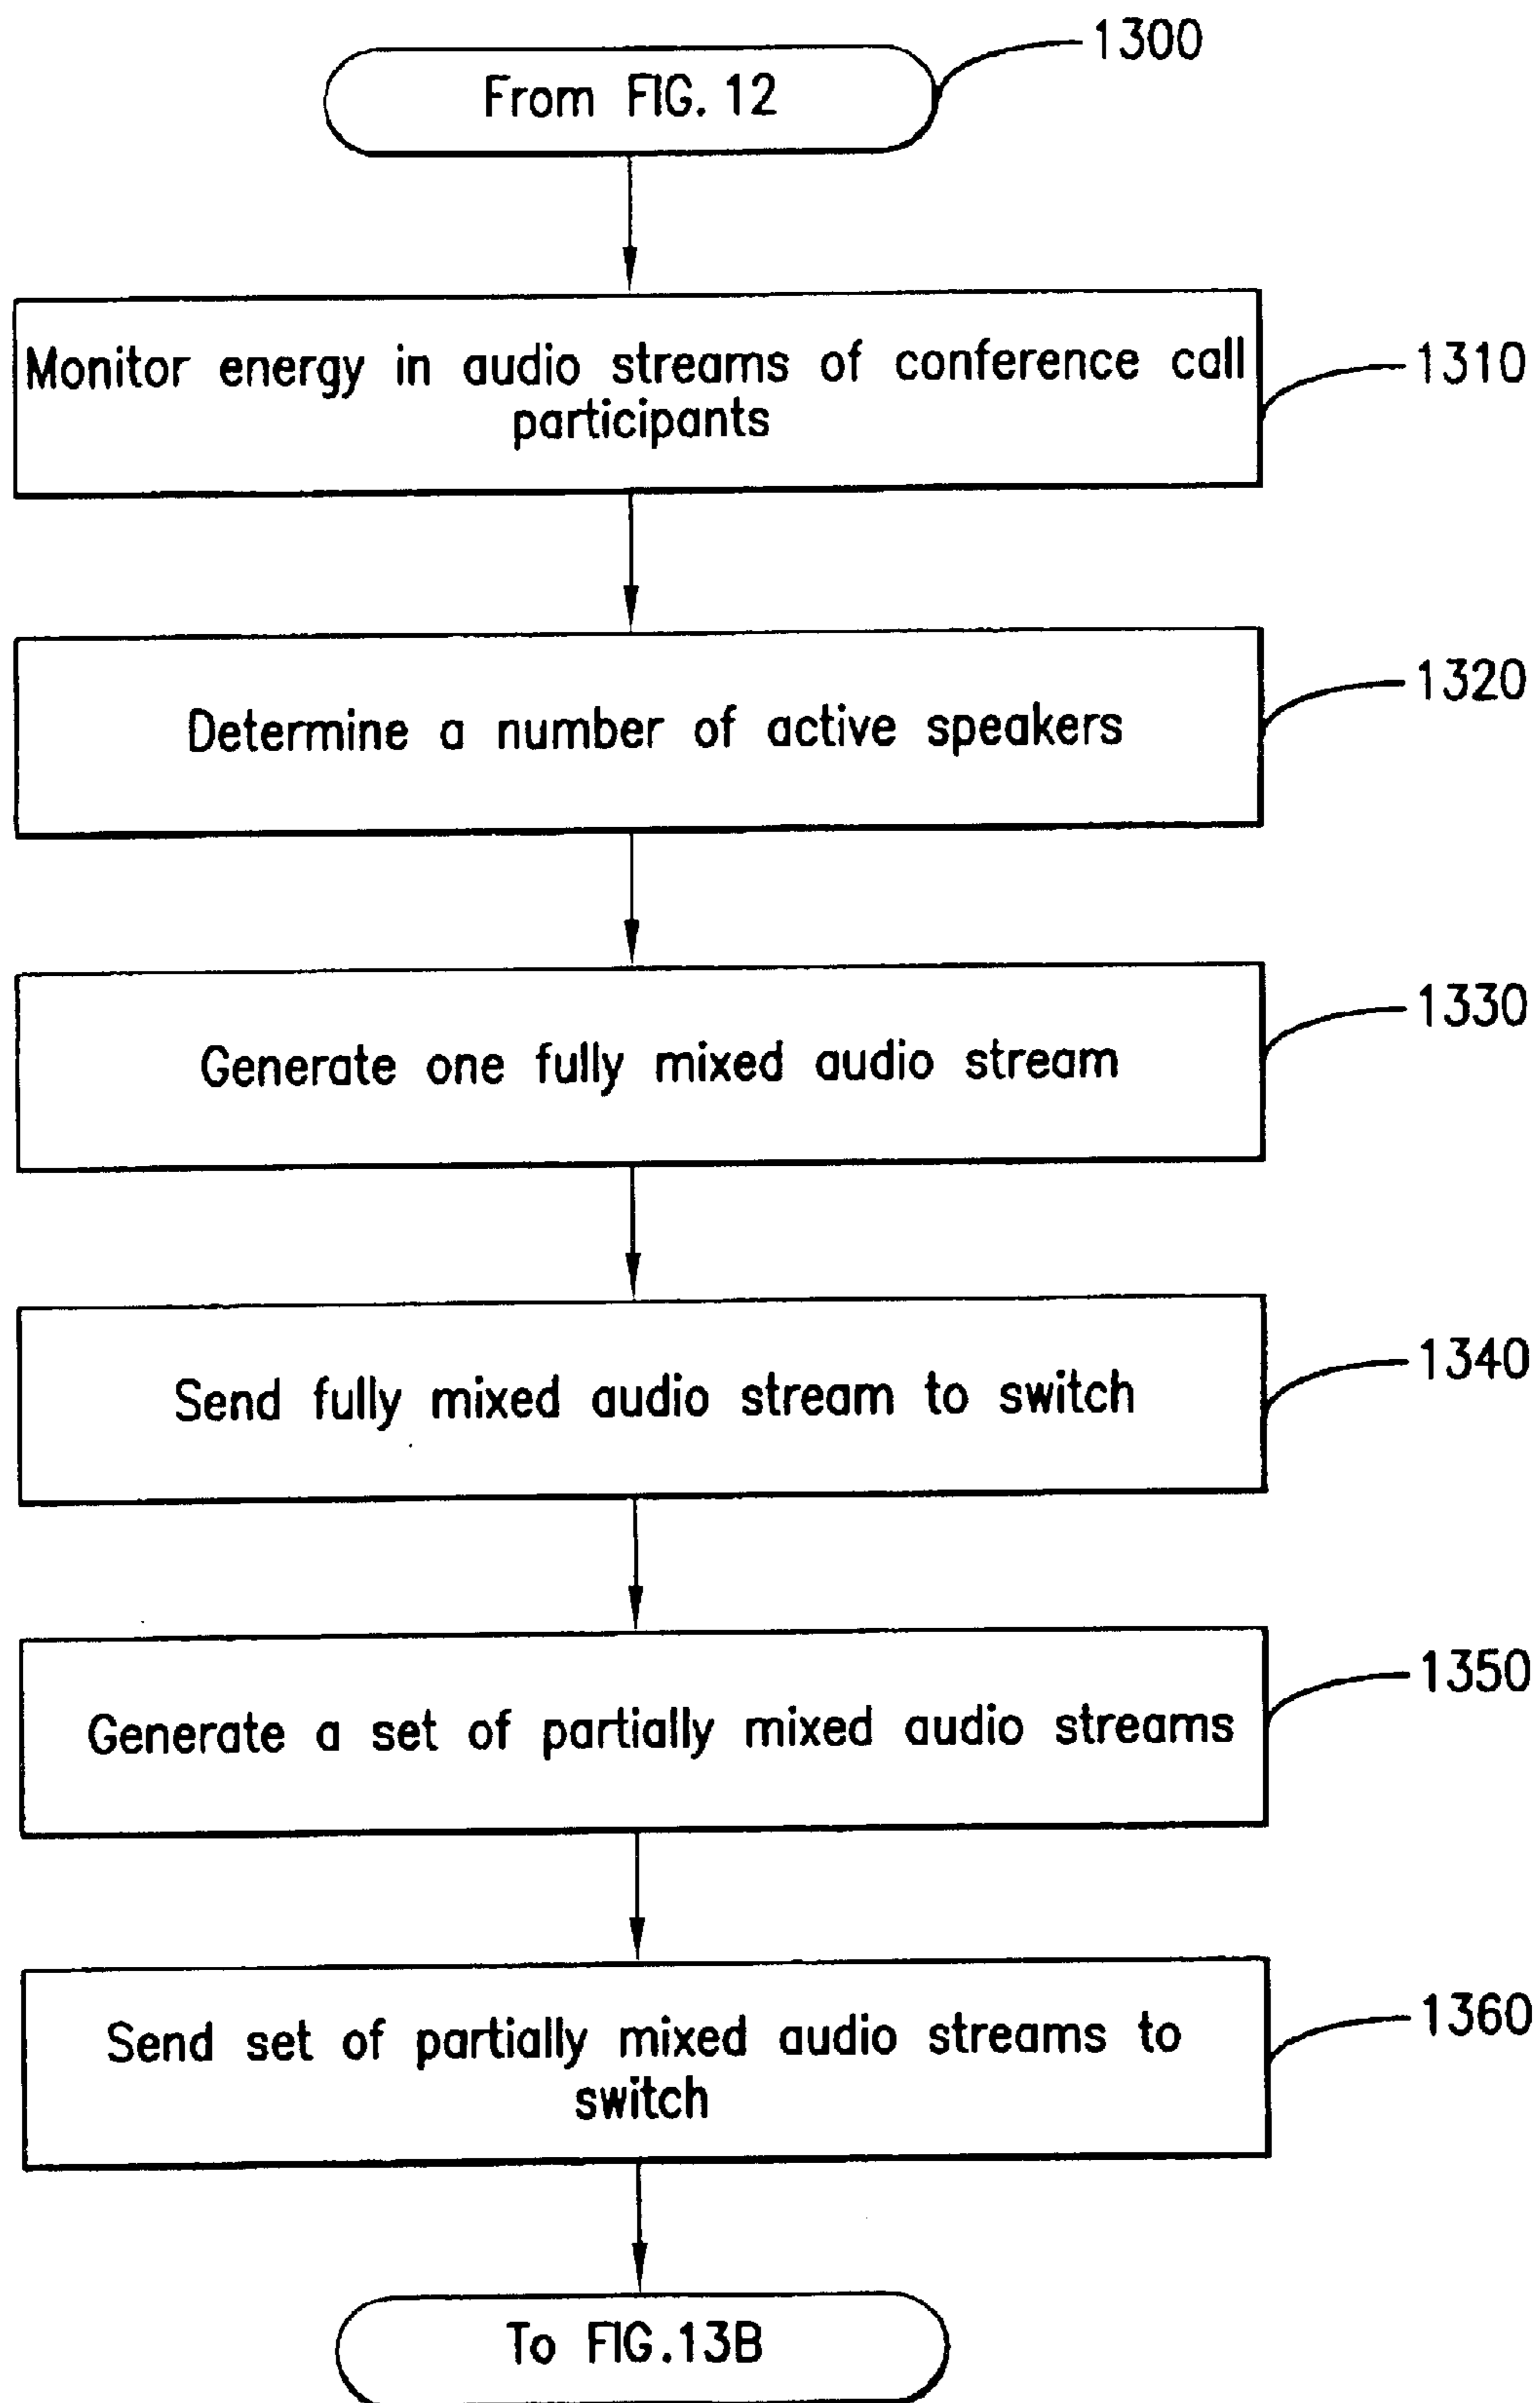 1300
From FIG. 12
Monitor energy in audio streams of conference call
participants
1310
Determine a number of active speakers
1320
Generate one fully mixed audio stream
1330
Send fully mixed audio stream to switch
1340
Generate a set of partially mixed audio streams
1350
Send set of partially mixed audio streams to
switch
1360
To FIG.13B